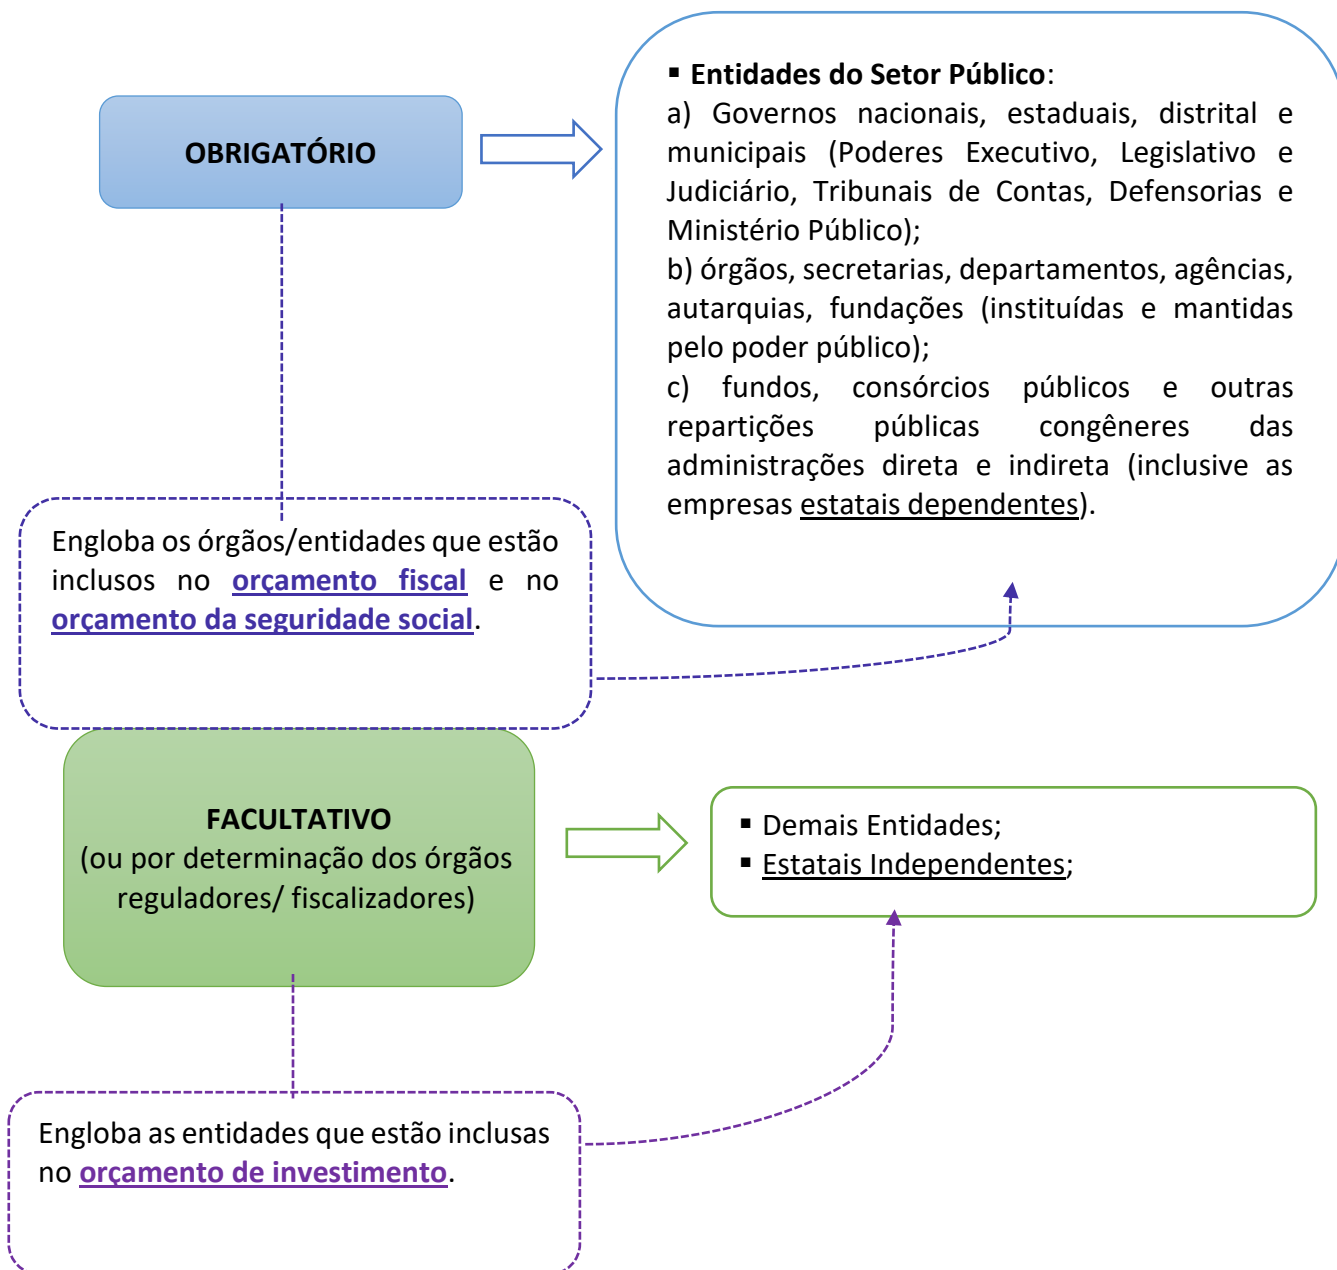 OBRIGATÓRIO
▪ Entidades do Setor Público:
a) Governos nacionais, estaduais, distrital e
municipais (Poderes Executivo, Legislativo e
Judiciário, Tribunais de Contas, Defensorias e
Ministério Público);
b) órgãos, secretarias, departamentos, agências,
autarquias, fundações (instituídas e mantidas
pelo poder público);
c) fundos, consórcios públicos e outras
repartições públicas congêneres das
administrações direta e indireta (inclusive as
empresas estatais dependentes).
Engloba os órgãos/entidades que estão
inclusos no orçamento fiscal e no
orçamento da seguridade social.
FACULTATIVO
(ou por determinação dos órgãos
reguladores/ fiscalizadores)
▪ Demais Entidades;
▪ Estatais Independentes;
Engloba as entidades que estão inclusas
no orçamento de investimento.